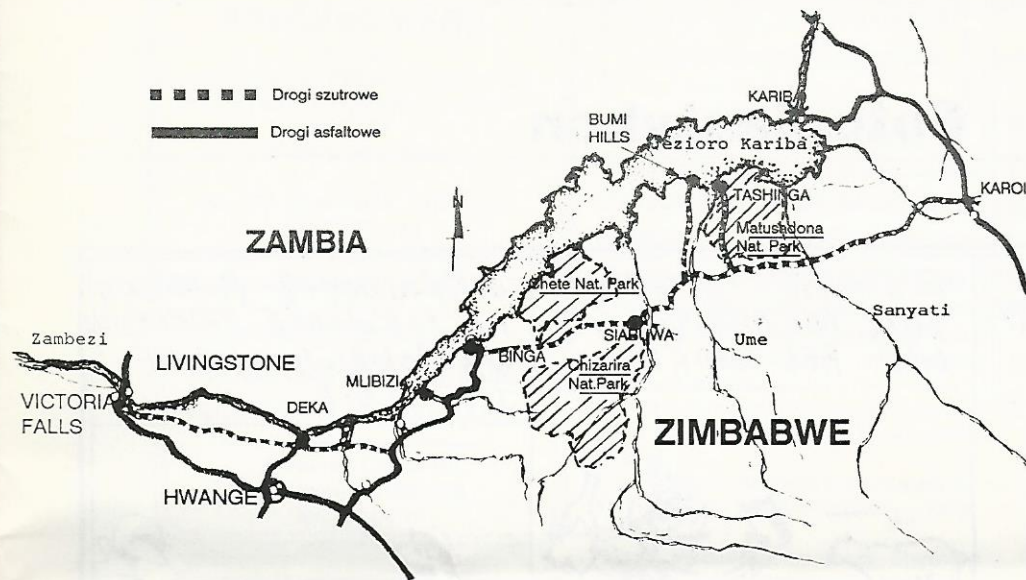 Drogi szutrowe
Drogi asfaltowe
KARIBA
BUMI
HILLS
Jezioro Kariba
N
TASHINGA
KAROI
ZAMBIA
Matusadona
Nat. Park
Chete Nat. Park
Sanyati
SIABUWA
Ume
Zambezi
LIVINGSTONE
BINGA
MLIBIZI
Chizarira
Nat.Park
VICTORIA
FALLS
DEKA
ZIMBABWE
HWANGE